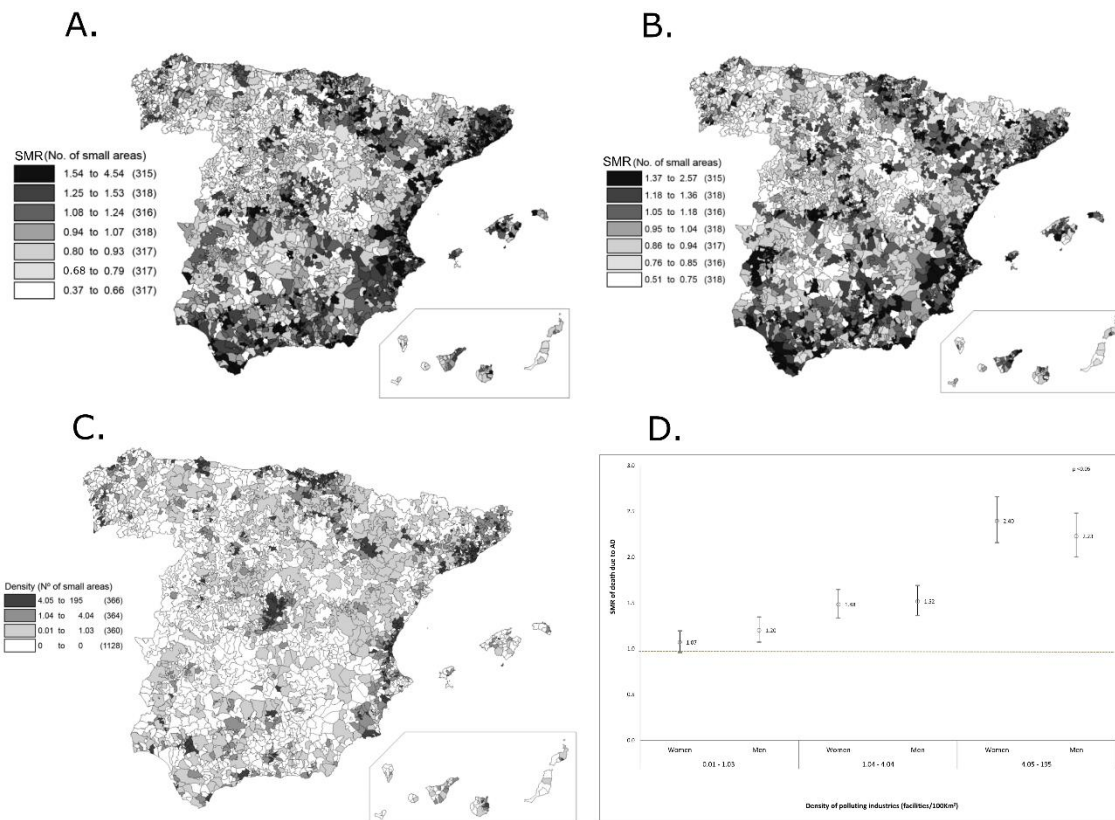 A.
SMR (No. of small areas)
1.54 to 4.54 (315)
1.25 to 1.53 (318)
1.08 to 1.24 (316)
0.94 to 1.07 (318)
0.80 to 0.93 (317)
0.68 to 0.79 (317)
0.37 to 0.66 (317)
B.
SMR (No. of small areas)
1.37 to 2.57 (315)
1.18 to 1.36 (318)
1.05 to 1.18 (316)
0.95 to 1.04 (318)
0.86 to 0.94 (317)
0.76 to 0.85 (316)
0.51 to 0.75 (318)
C.
Density (Nº of small areas)
4.05 to 195 (366)
1.04 to 4.04 (364)
0.01 to 1.03 (360)
0 to 0 (1128)
D.
3.0
p <0.05
2.5
2.40
2.23
2.0
SMR of death due to AD
1.5
1.48
1.52
1.07
1.20
1.0
0.5
0.0
Women Men Women Men Women Men
0.01 - 1.03 1.04 - 4.04 4.05 - 195
Density of polluting industries (facilities/100Km²)